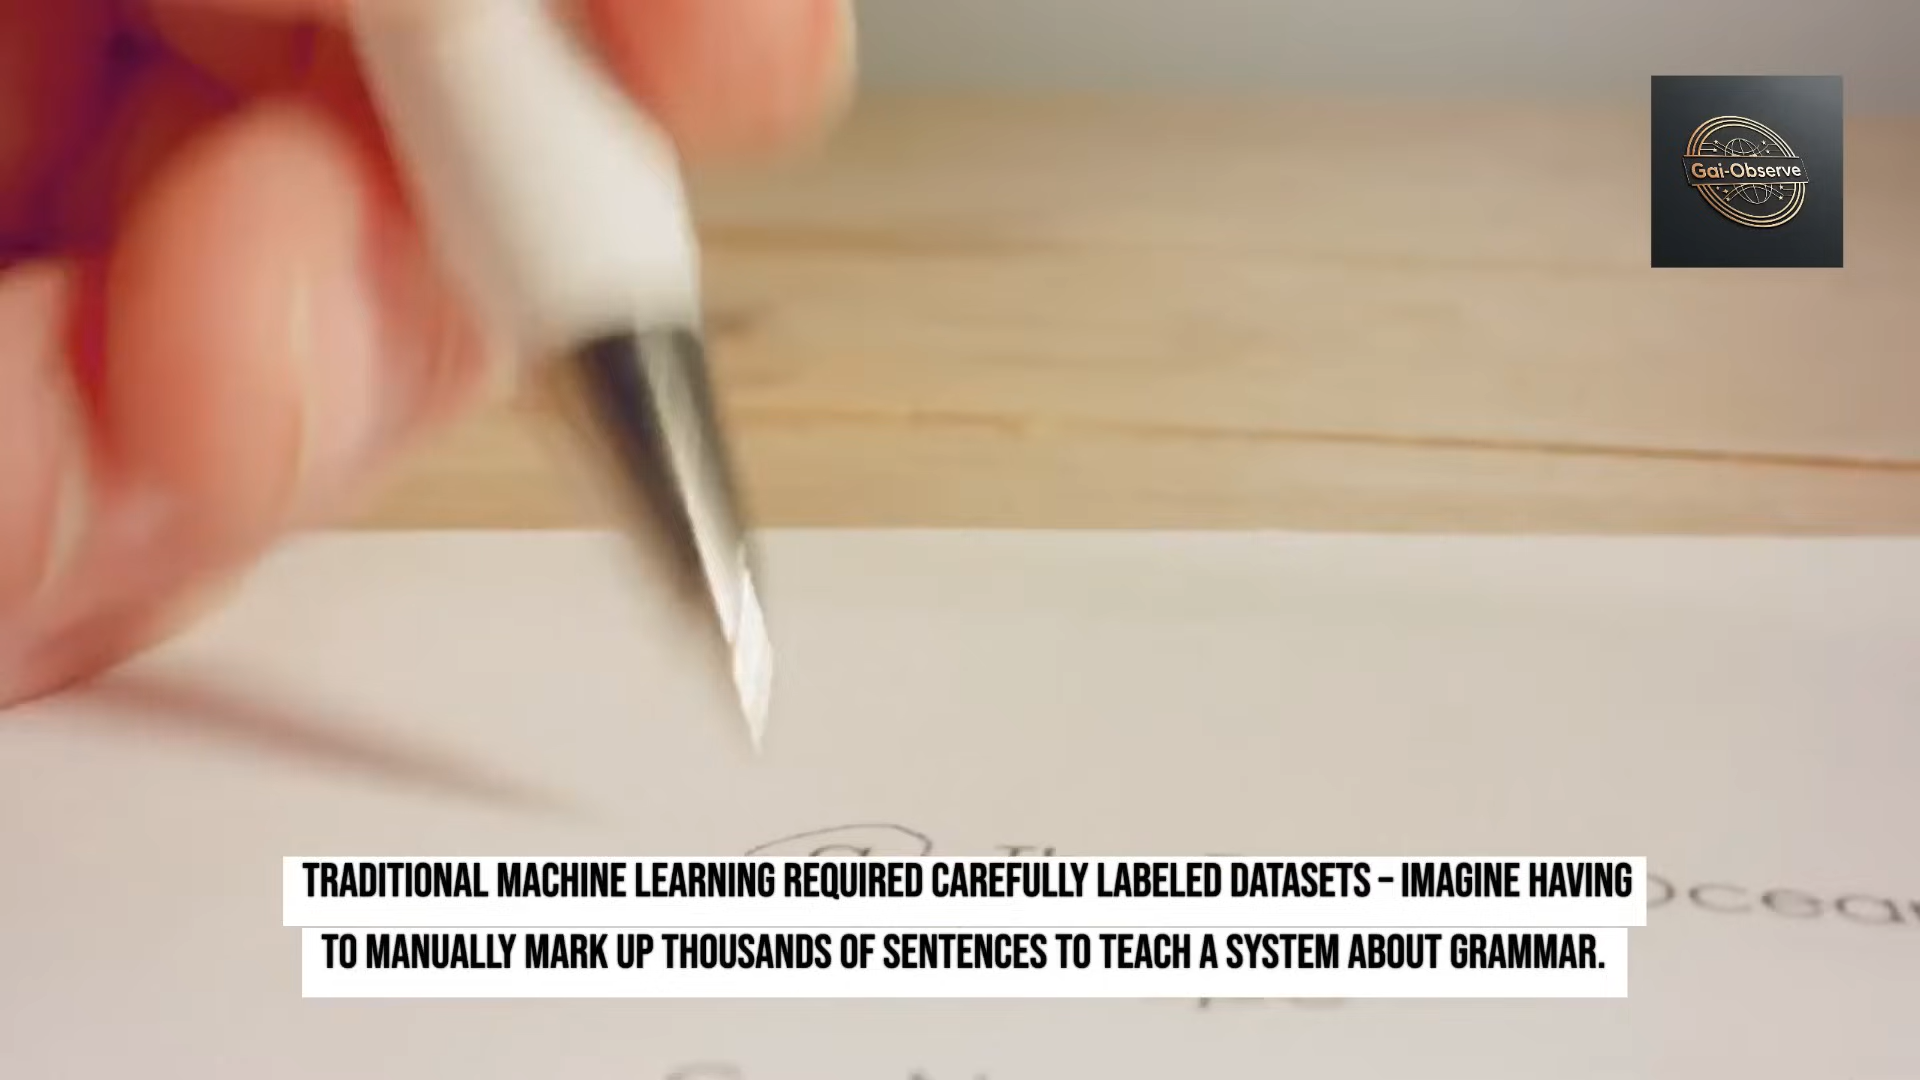 Gai-Observe
TRADITIONAL MACHINE LEARNING REQUIRED CAREFULLY LABELED DATASETS – IMAGINE HAVING
TO MANUALLY MARK UP THOUSANDS OF SENTENCES TO TEACH A SYSTEM ABOUT GRAMMAR.